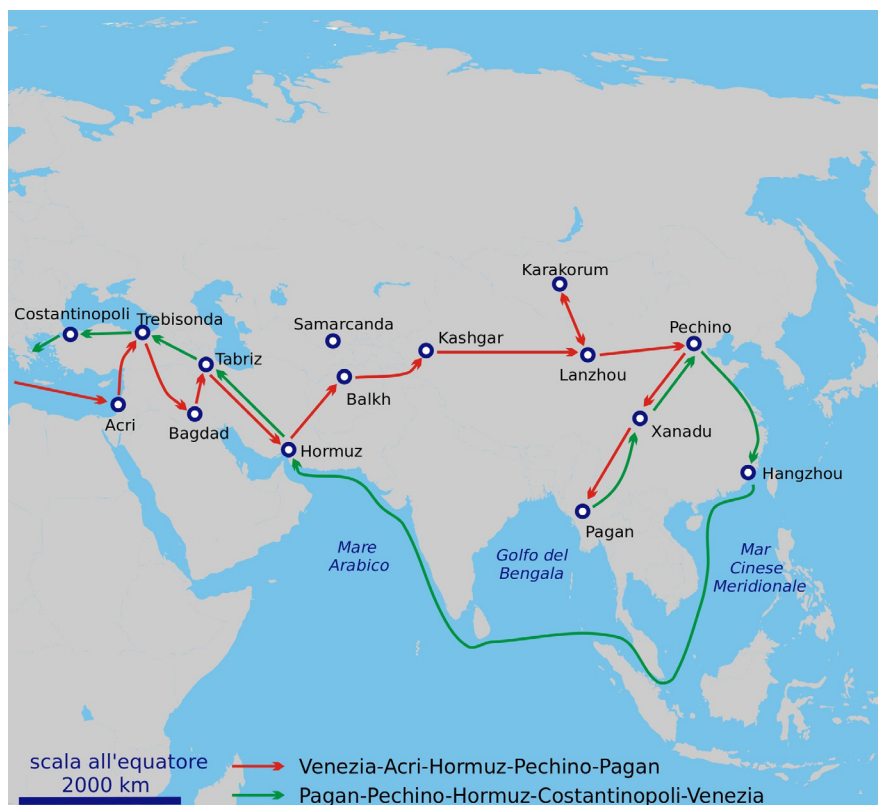 Karakorum
Costantinopoli
Trebisonda
Samarcanda
Kashgar
Pechino
Tabriz
Lanzhou
Balkh
Acri
Bagdad
Xanadu
Hormuz
Hangzhou
Pagan
Mare
Arabico
Golfo del
Bengala
Mar
Cinese
Meridionale
scala all'equatore
2000 km
Venezia-Acri-Hormuz-Pechino-Pagan
Pagan-Pechino-Hormuz-Costantinopoli-Venezia